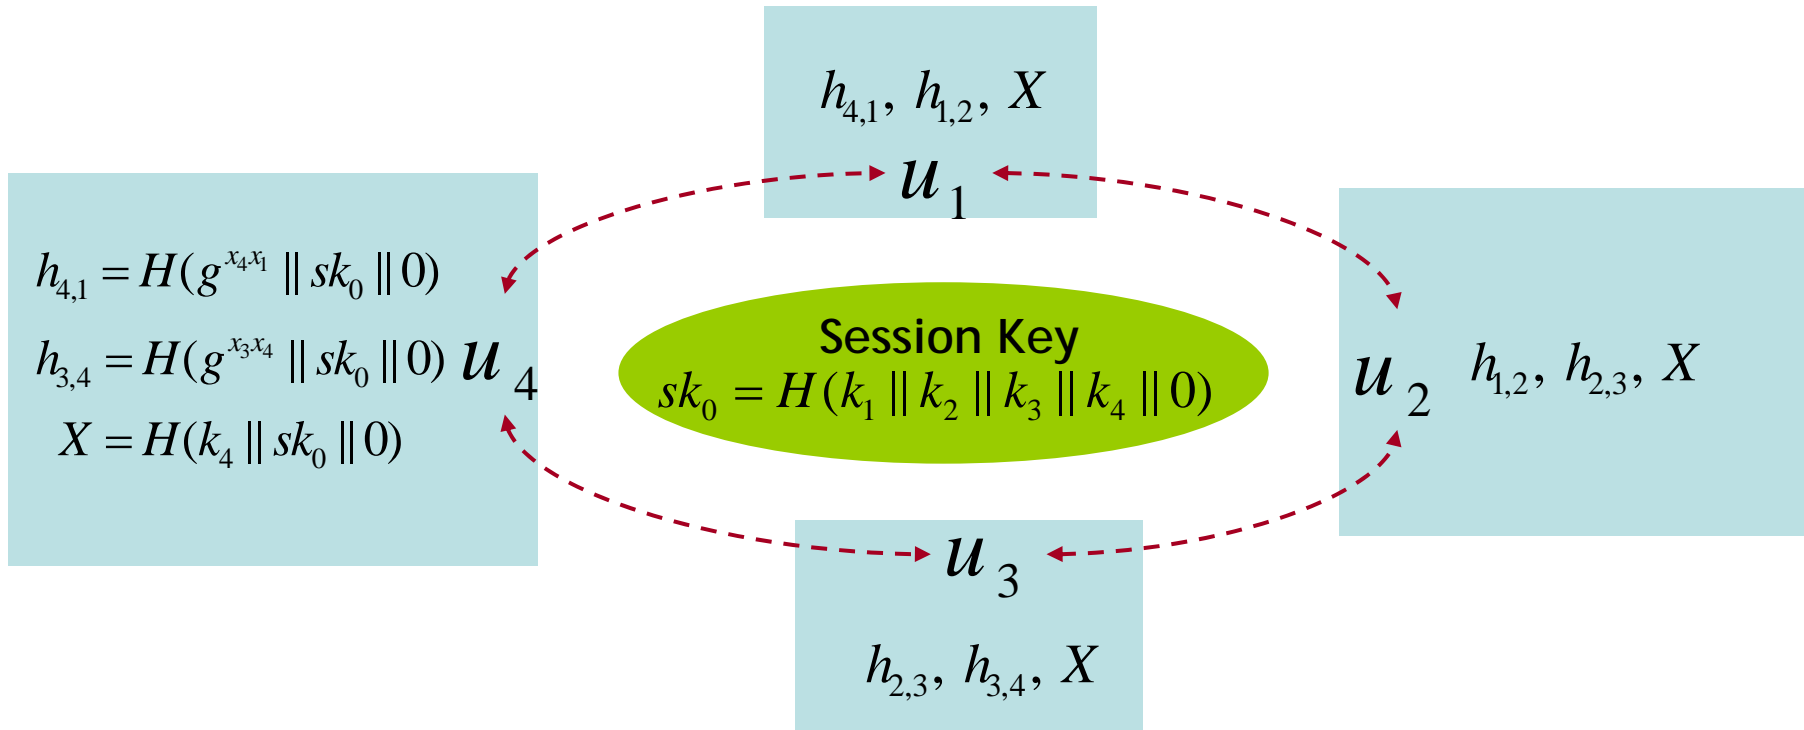 h₄,₁, h₁,₂, X
u₁
h₄,₁ = H(g^{x₄x₁} || sk₀ || 0)
h₃,₄ = H(g^{x₃x₄} || sk₀ || 0) u₄
X = H(k₄ || sk₀ || 0)
Session Key
sk₀ = H(k₁ || k₂ || k₃ || k₄ || 0)
u₂ h₁,₂, h₂,₃, X
u₃
h₂,₃, h₃,₄, X